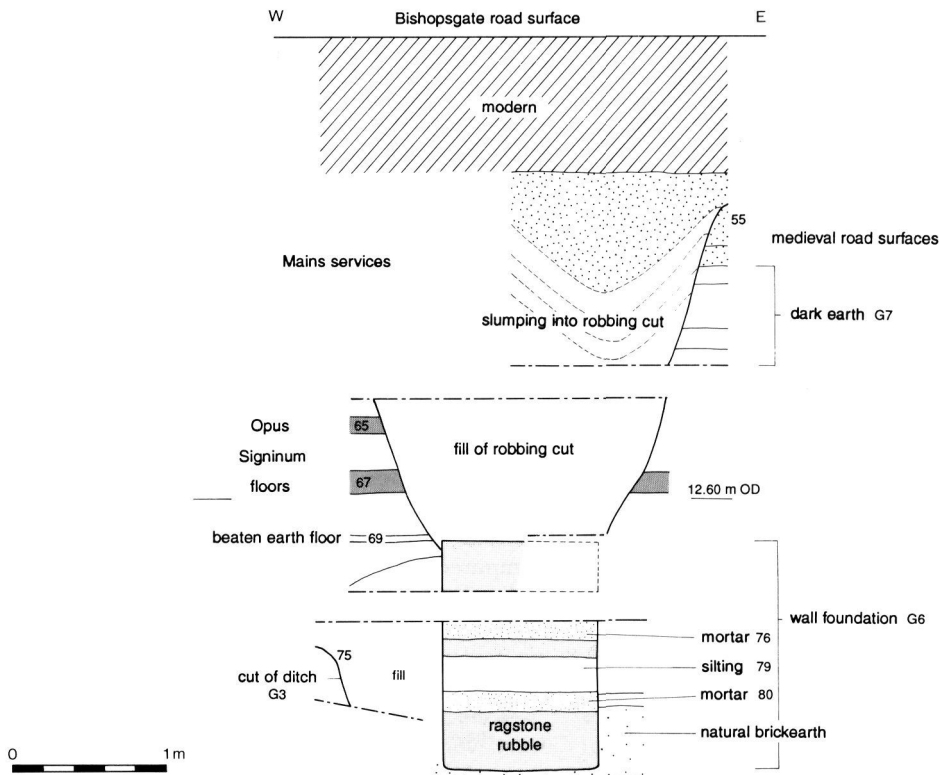 W
Bishopsgate road surface
E
modern
55
medieval road surfaces
Mains services
dark earth G7
slumping into robbing cut
Opus
Signinum
floors
65
67
fill of robbing cut
12.60 m OD
beaten earth floor
69
wall foundation G6
mortar 76
75
silting 79
cut of ditch
G3
fill
mortar 80
ragstone
rubble
natural brickearth
0
1m